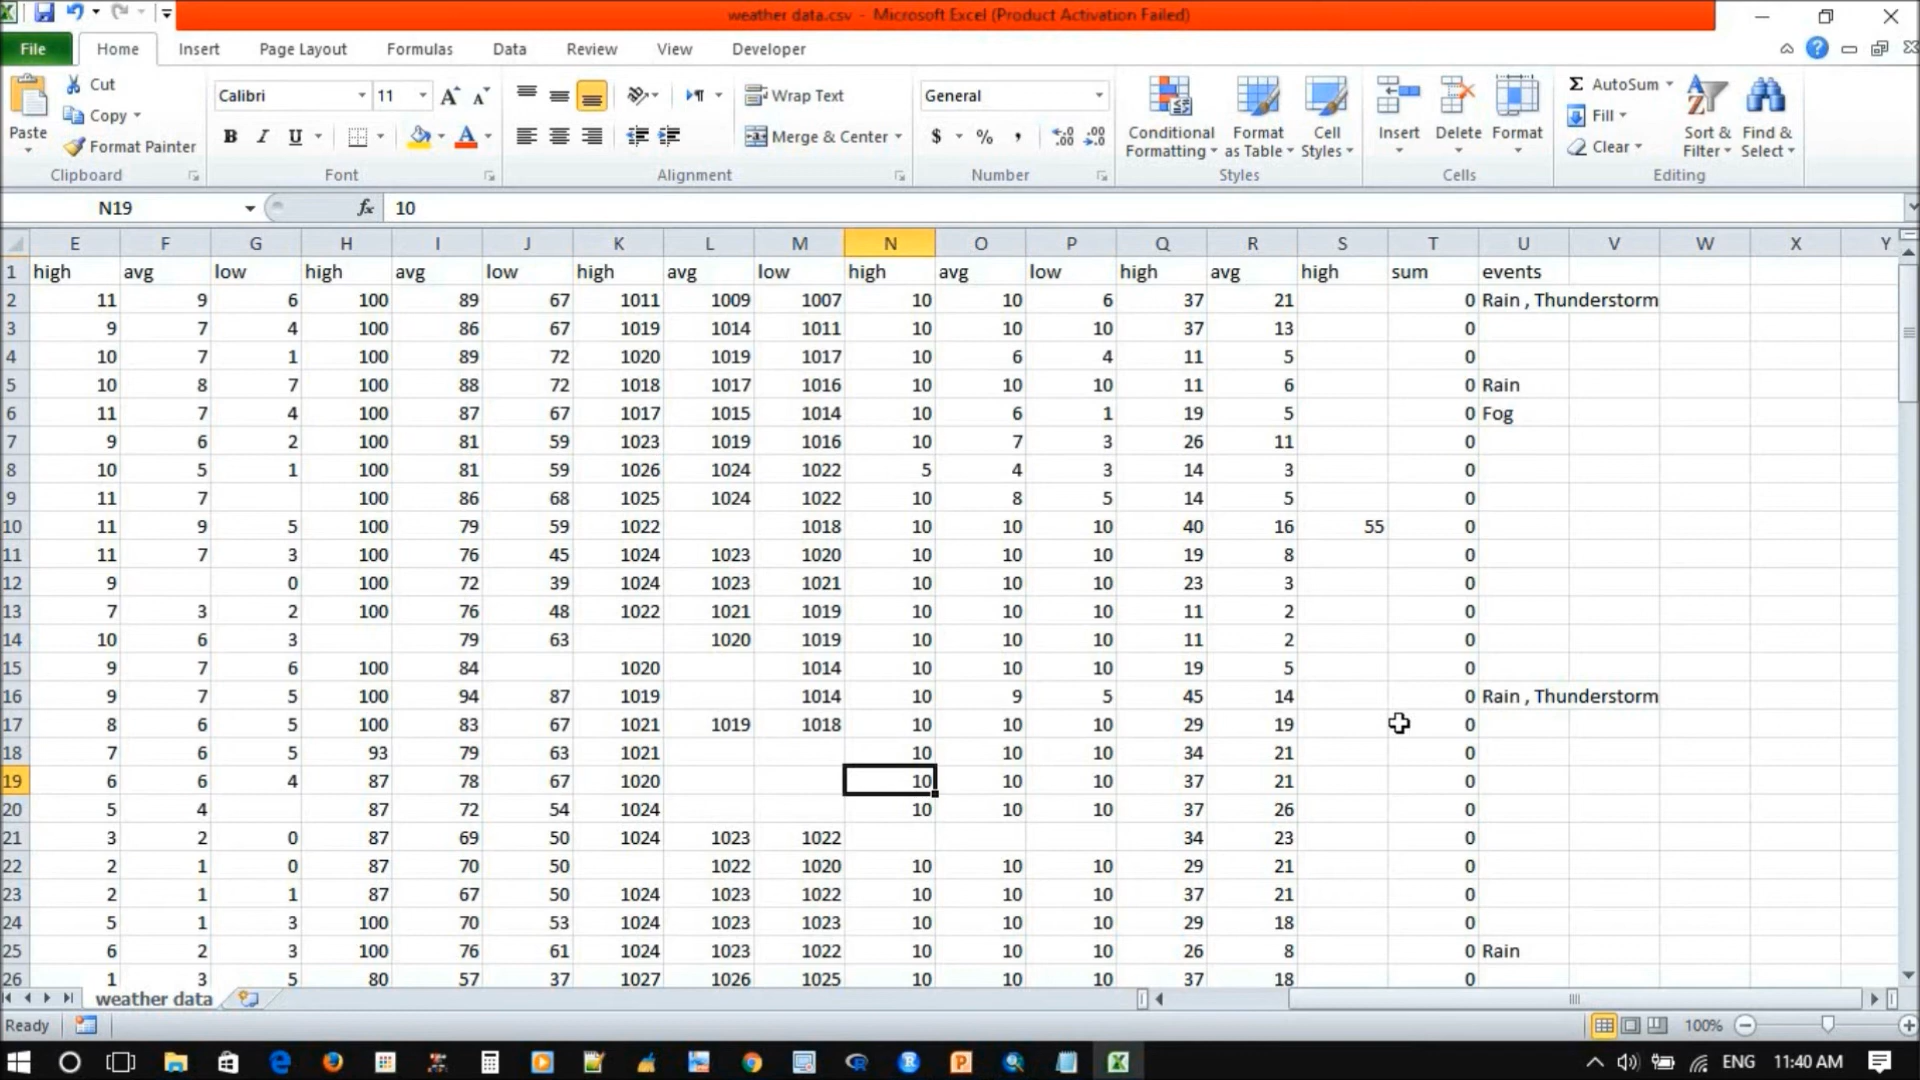 weather data.csv - Microsoft Excel (Product Activation Failed)
File Home Insert Page Layout Formulas Data Review View Developer
Paste Cut Copy Format Painter Clipboard
Calibri 11 B I U Font
Wrap Text Merge & Center Alignment
General $ % , .00 .00 Number
Conditional Formatting Format as Table Cell Styles Styles
Insert Delete Format Cells
Σ AutoSum Fill Clear Sort & Filter Find & Select Editing
N19 fx 10
E F G H I J K L M N O P Q R S T U V W X Y
1 high avg low high avg low high avg low high avg low high avg high sum events
2 11 9 6 100 89 67 1011 1009 1007 10 10 6 37 21 0 Rain , Thunderstorm
3 9 7 4 100 86 67 1019 1014 1011 10 10 10 37 13 0
4 10 7 1 100 89 72 1020 1019 1017 10 6 4 11 5 0
5 10 8 7 100 88 72 1018 1017 1016 10 10 10 11 6 0 Rain
6 11 7 4 100 87 67 1017 1015 1014 10 6 1 19 5 0 Fog
7 9 6 2 100 81 59 1023 1019 1016 10 7 3 26 11 0
8 10 5 1 100 81 59 1026 1024 1022 5 4 3 14 3 0
9 11 7 100 86 68 1025 1024 1022 10 8 5 14 5 0
10 11 9 5 100 79 59 1022 1018 10 10 10 40 16 55 0
11 11 7 3 100 76 45 1024 1023 1020 10 10 10 19 8 0
12 9 0 100 72 39 1024 1023 1021 10 10 10 23 3 0
13 7 3 2 100 76 48 1022 1021 1019 10 10 10 11 2 0
14 10 6 3 79 63 1020 1019 10 10 10 11 2 0
15 9 7 6 100 84 1020 1014 10 10 10 19 5 0
16 9 7 5 100 94 87 1019 1014 10 9 5 45 14 0 Rain , Thunderstorm
17 8 6 5 100 83 67 1021 1019 1018 10 10 10 29 19 0
18 7 6 5 93 79 63 1021 10 10 10 34 21 0
19 6 6 4 87 78 67 1020 10 10 10 37 21 0
20 5 4 87 72 54 1024 10 10 10 37 26 0
21 3 2 0 87 69 50 1024 1023 1022 34 23 0
22 2 1 0 87 70 50 1022 1020 10 10 10 29 21 0
23 2 1 1 87 67 50 1024 1023 1022 10 10 10 37 21 0
24 5 1 3 100 70 53 1024 1023 1023 10 10 10 29 18 0
25 6 2 3 100 76 61 1024 1023 1022 10 10 10 26 8 0 Rain
26 1 3 5 80 57 37 1027 1026 1025 10 10 10 37 18 0
weather data
Ready 100%
ENG 11:40 AM